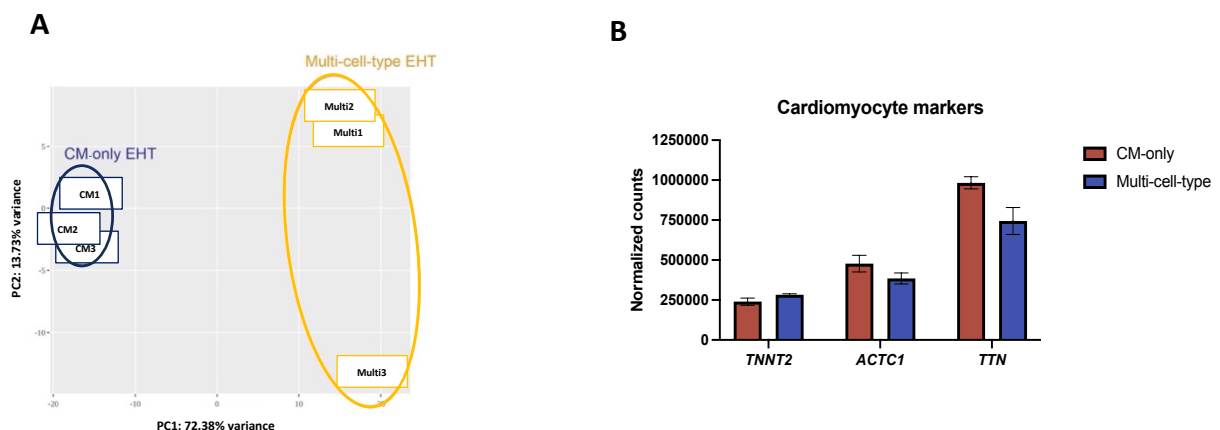 A
Multi-cell-type EHT
Multi2
Multi1
5-
CM-only EHT
CM1
0-
CM2
CM3
-5-
-10-
Multi3
PC2: 13.73% variance
-20
-10
0
10
20
PC1: 72.38% variance
B
Cardiomyocyte markers
1250000
1000000
750000
500000
250000
0
Normalized counts
TNNT2
ACTC1
TTN
CM-only
Multi-cell-type